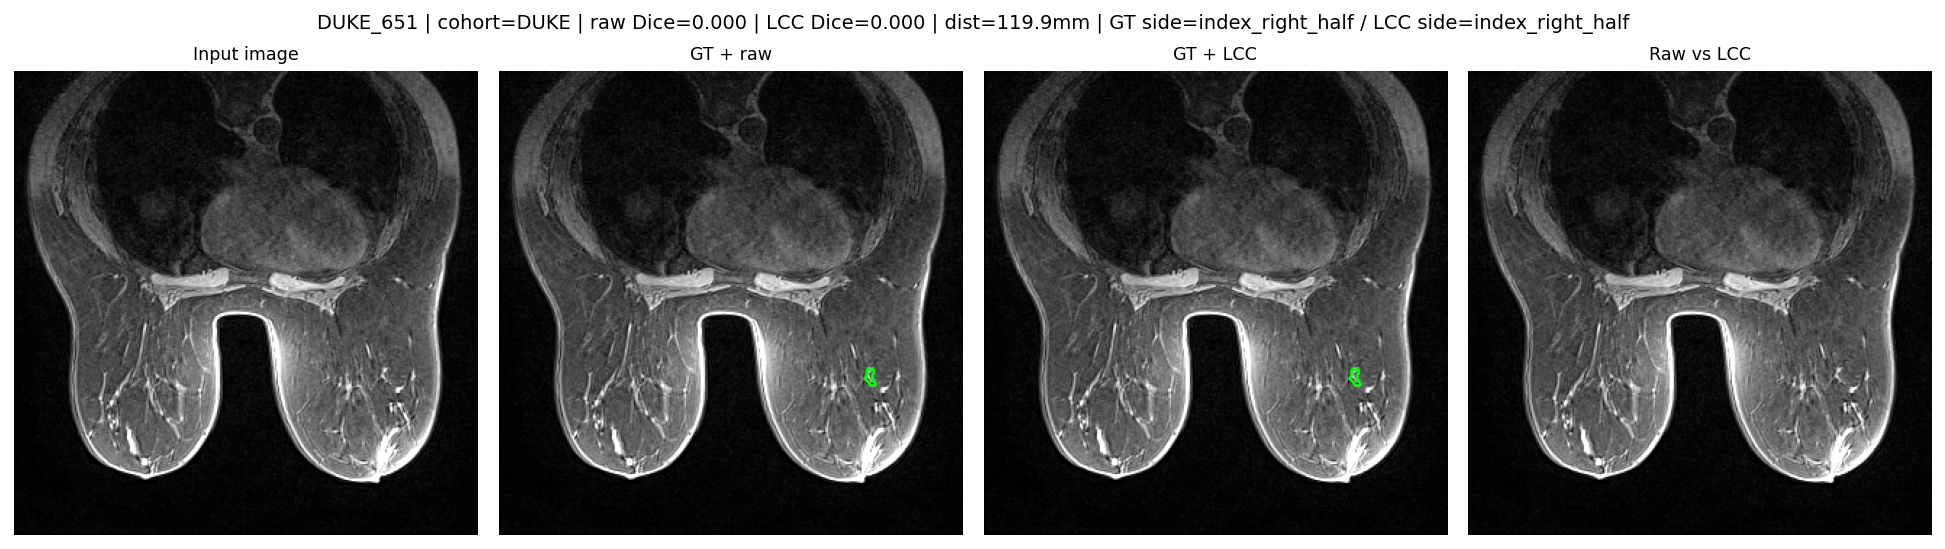 DUKE_651 | cohort=DUKE | raw Dice=0.000 | LCC Dice=0.000 | dist=119.9mm | GT side=index_right_half / LCC side=index_right_half
Input image
GT + raw
GT + LCC
Raw vs LCC